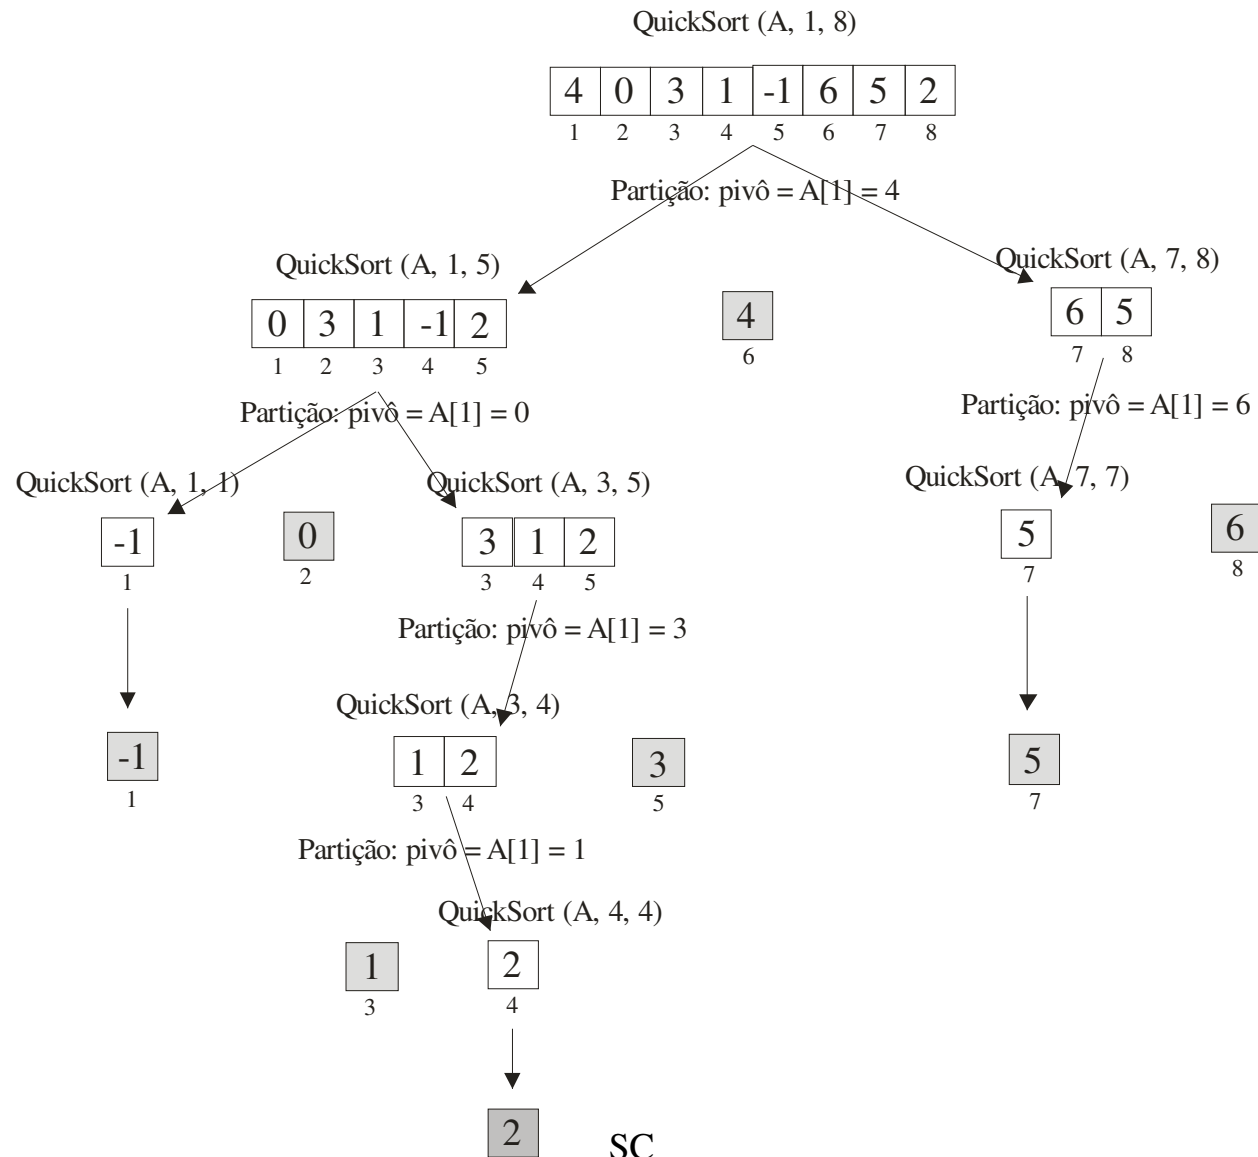 QuickSort (A, 1, 8)
4 0 3 1 -1 6 5 2
1 2 3 4 5 6 7 8
Partição: pivô = A[1] = 4
QuickSort (A, 1, 5)
QuickSort (A, 7, 8)
0 3 1 -1 2
4
6 5
1 2 3 4 5
6
7 8
Partição: pivô = A[1] = 0
Partição: pivô = A[1] = 6
QuickSort (A, 1, 1)
QuickSort (A, 3, 5)
QuickSort (A, 7, 7)
-1
0
3 1 2
5
6
1
2
3 4 5
7
8
Partição: pivô = A[1] = 3
QuickSort (A, 3, 4)
-1
1 2
3
5
1
3 4
5
7
Partição: pivô = A[1] = 1
QuickSort (A, 4, 4)
1
2
3
4
2
SC